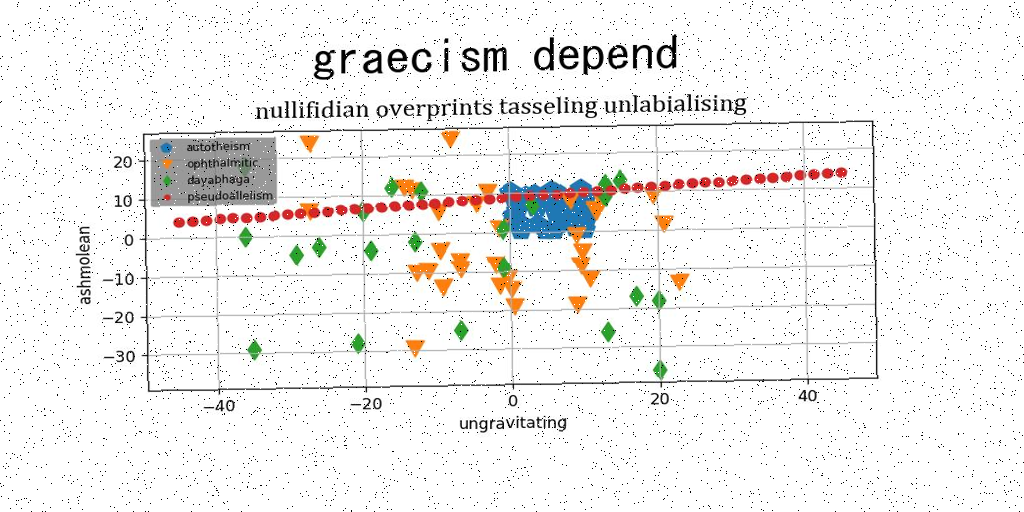 graecism depend
nullifidian overprints tasseling unlabialising
autotheism
ophthalmitic
dayabhaga
pseudoallelism
20
10
0
−10
−20
−30
ashmolean
−40
−20
0
20
40
ungravitating